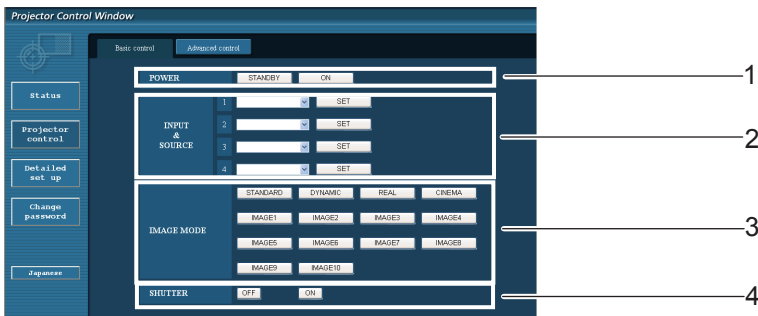 Projector Control Window
Basic control Advanced control
POWER STANDBY ON
1
Status
1 SET
Projector control
INPUT & SOURCE
2 SET
2
3 SET
4 SET
Detailed set up
STANDARD DYNAMIC REAL CINEMA
Change password
IMAGE MODE
IMAGE1 IMAGE2 IMAGE3 IMAGE4
3
IMAGE5 IMAGE6 IMAGE7 IMAGE8
IMAGE9 IMAGE10
Japanese
SHUTTER OFF ON
4